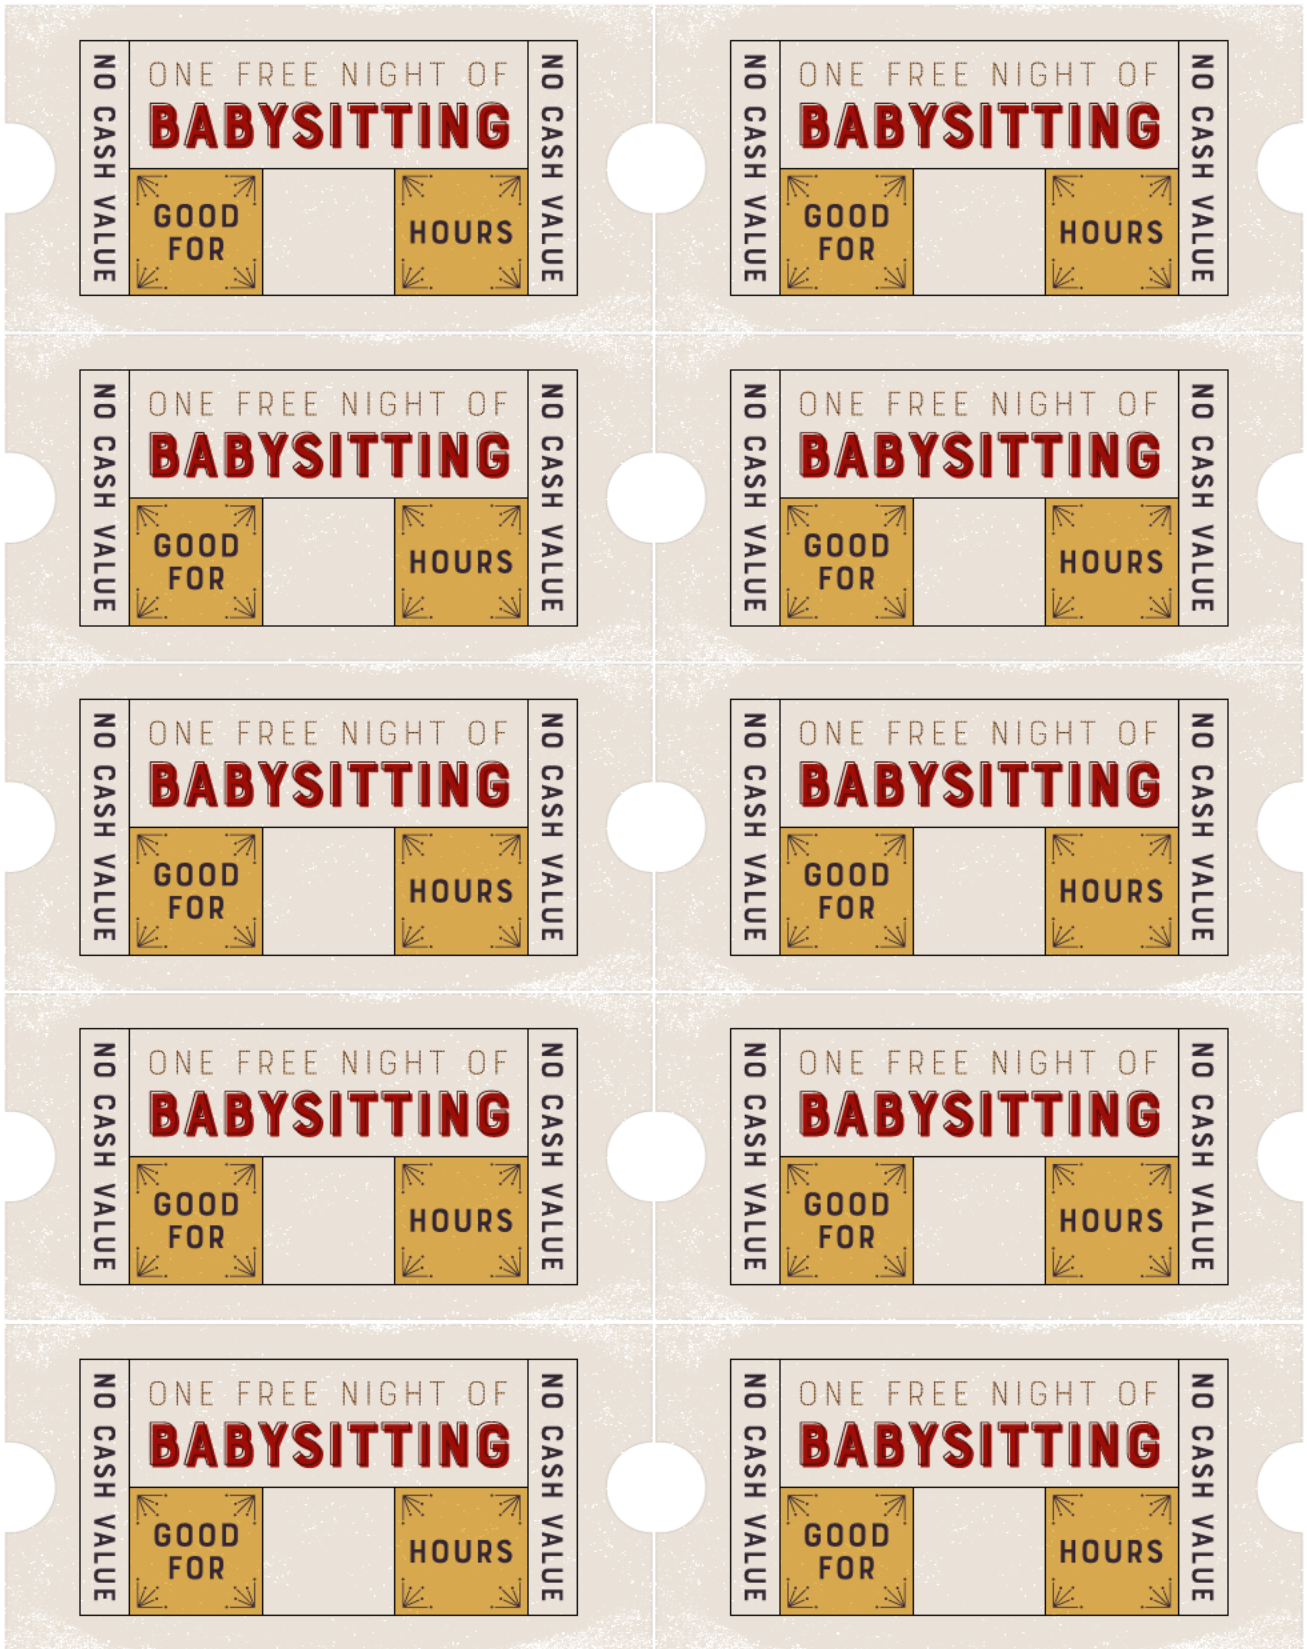 NO CASH VALUE
ONE FREE NIGHT OF
BABYSITTING
GOOD
FOR
HOURS
NO CASH VALUE
NO CASH VALUE
ONE FREE NIGHT OF
BABYSITTING
GOOD
FOR
HOURS
NO CASH VALUE
NO CASH VALUE
ONE FREE NIGHT OF
BABYSITTING
GOOD
FOR
HOURS
NO CASH VALUE
NO CASH VALUE
ONE FREE NIGHT OF
BABYSITTING
GOOD
FOR
HOURS
NO CASH VALUE
NO CASH VALUE
ONE FREE NIGHT OF
BABYSITTING
GOOD
FOR
HOURS
NO CASH VALUE
NO CASH VALUE
ONE FREE NIGHT OF
BABYSITTING
GOOD
FOR
HOURS
NO CASH VALUE
NO CASH VALUE
ONE FREE NIGHT OF
BABYSITTING
GOOD
FOR
HOURS
NO CASH VALUE
NO CASH VALUE
ONE FREE NIGHT OF
BABYSITTING
GOOD
FOR
HOURS
NO CASH VALUE
NO CASH VALUE
ONE FREE NIGHT OF
BABYSITTING
GOOD
FOR
HOURS
NO CASH VALUE
NO CASH VALUE
ONE FREE NIGHT OF
BABYSITTING
GOOD
FOR
HOURS
NO CASH VALUE